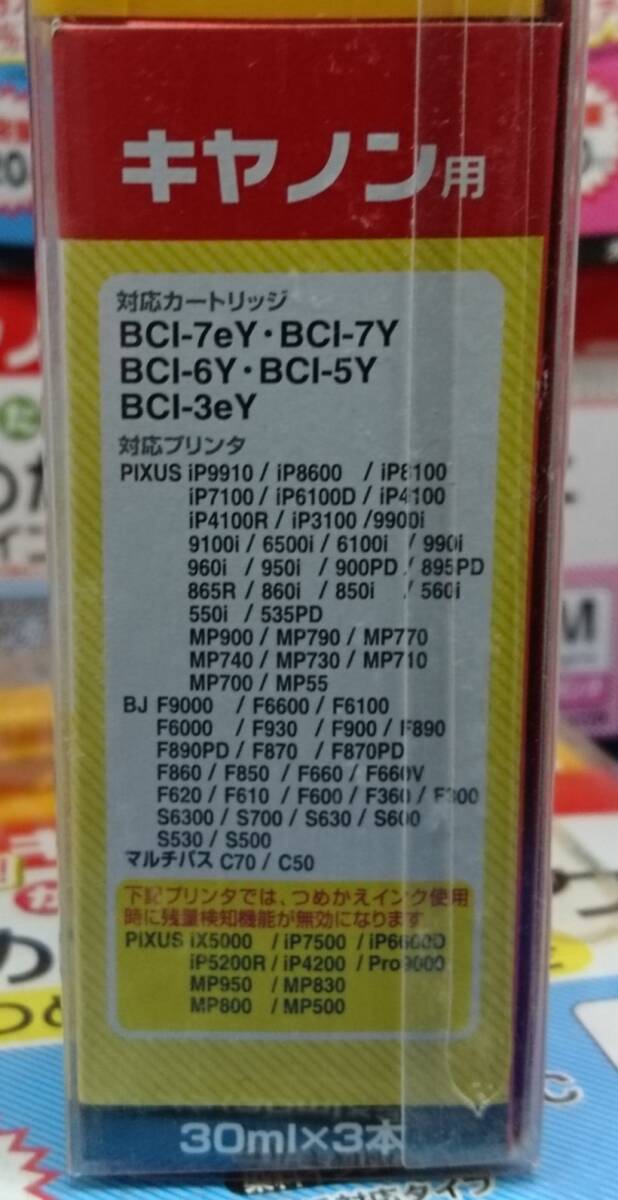 キヤノン用
対応カートリッジ
BCI-7eY・BCI-7Y
BCI-6Y・BCI-5Y
BCI-3eY
対応プリンタ
PIXUS iP9910 / iP8600 / iP8100
iP7100 / iP6100D / iP4100
iP4100R / iP3100 /9900i
9100i / 6500i / 6100i / 990i
960i / 950i / 900PD / 895PD
865R / 860i / 850i / 560i
550i / 535PD
MP900 / MP790 / MP770
MP740 / MP730 / MP710
MP700 / MP55
BJ F9000 / F6600 / F6100
F6000 / F930 / F900 / F890
F890PD / F870 / F870PD
F860 / F850 / F660 / F660V
F620 / F610 / F600 / F360 / F300
S6300 / S700 / S630 / S600
S530 / S500
マルチパス C70 / C50
下記プリンタでは、つめかえインク使用
時に残量検知機能が無効になります。
PIXUS iX5000 / iP7500 / iP6600D
iP5200R / iP4200 / Pro9000
MP950 / MP830
MP800 / MP500
30ml×3本